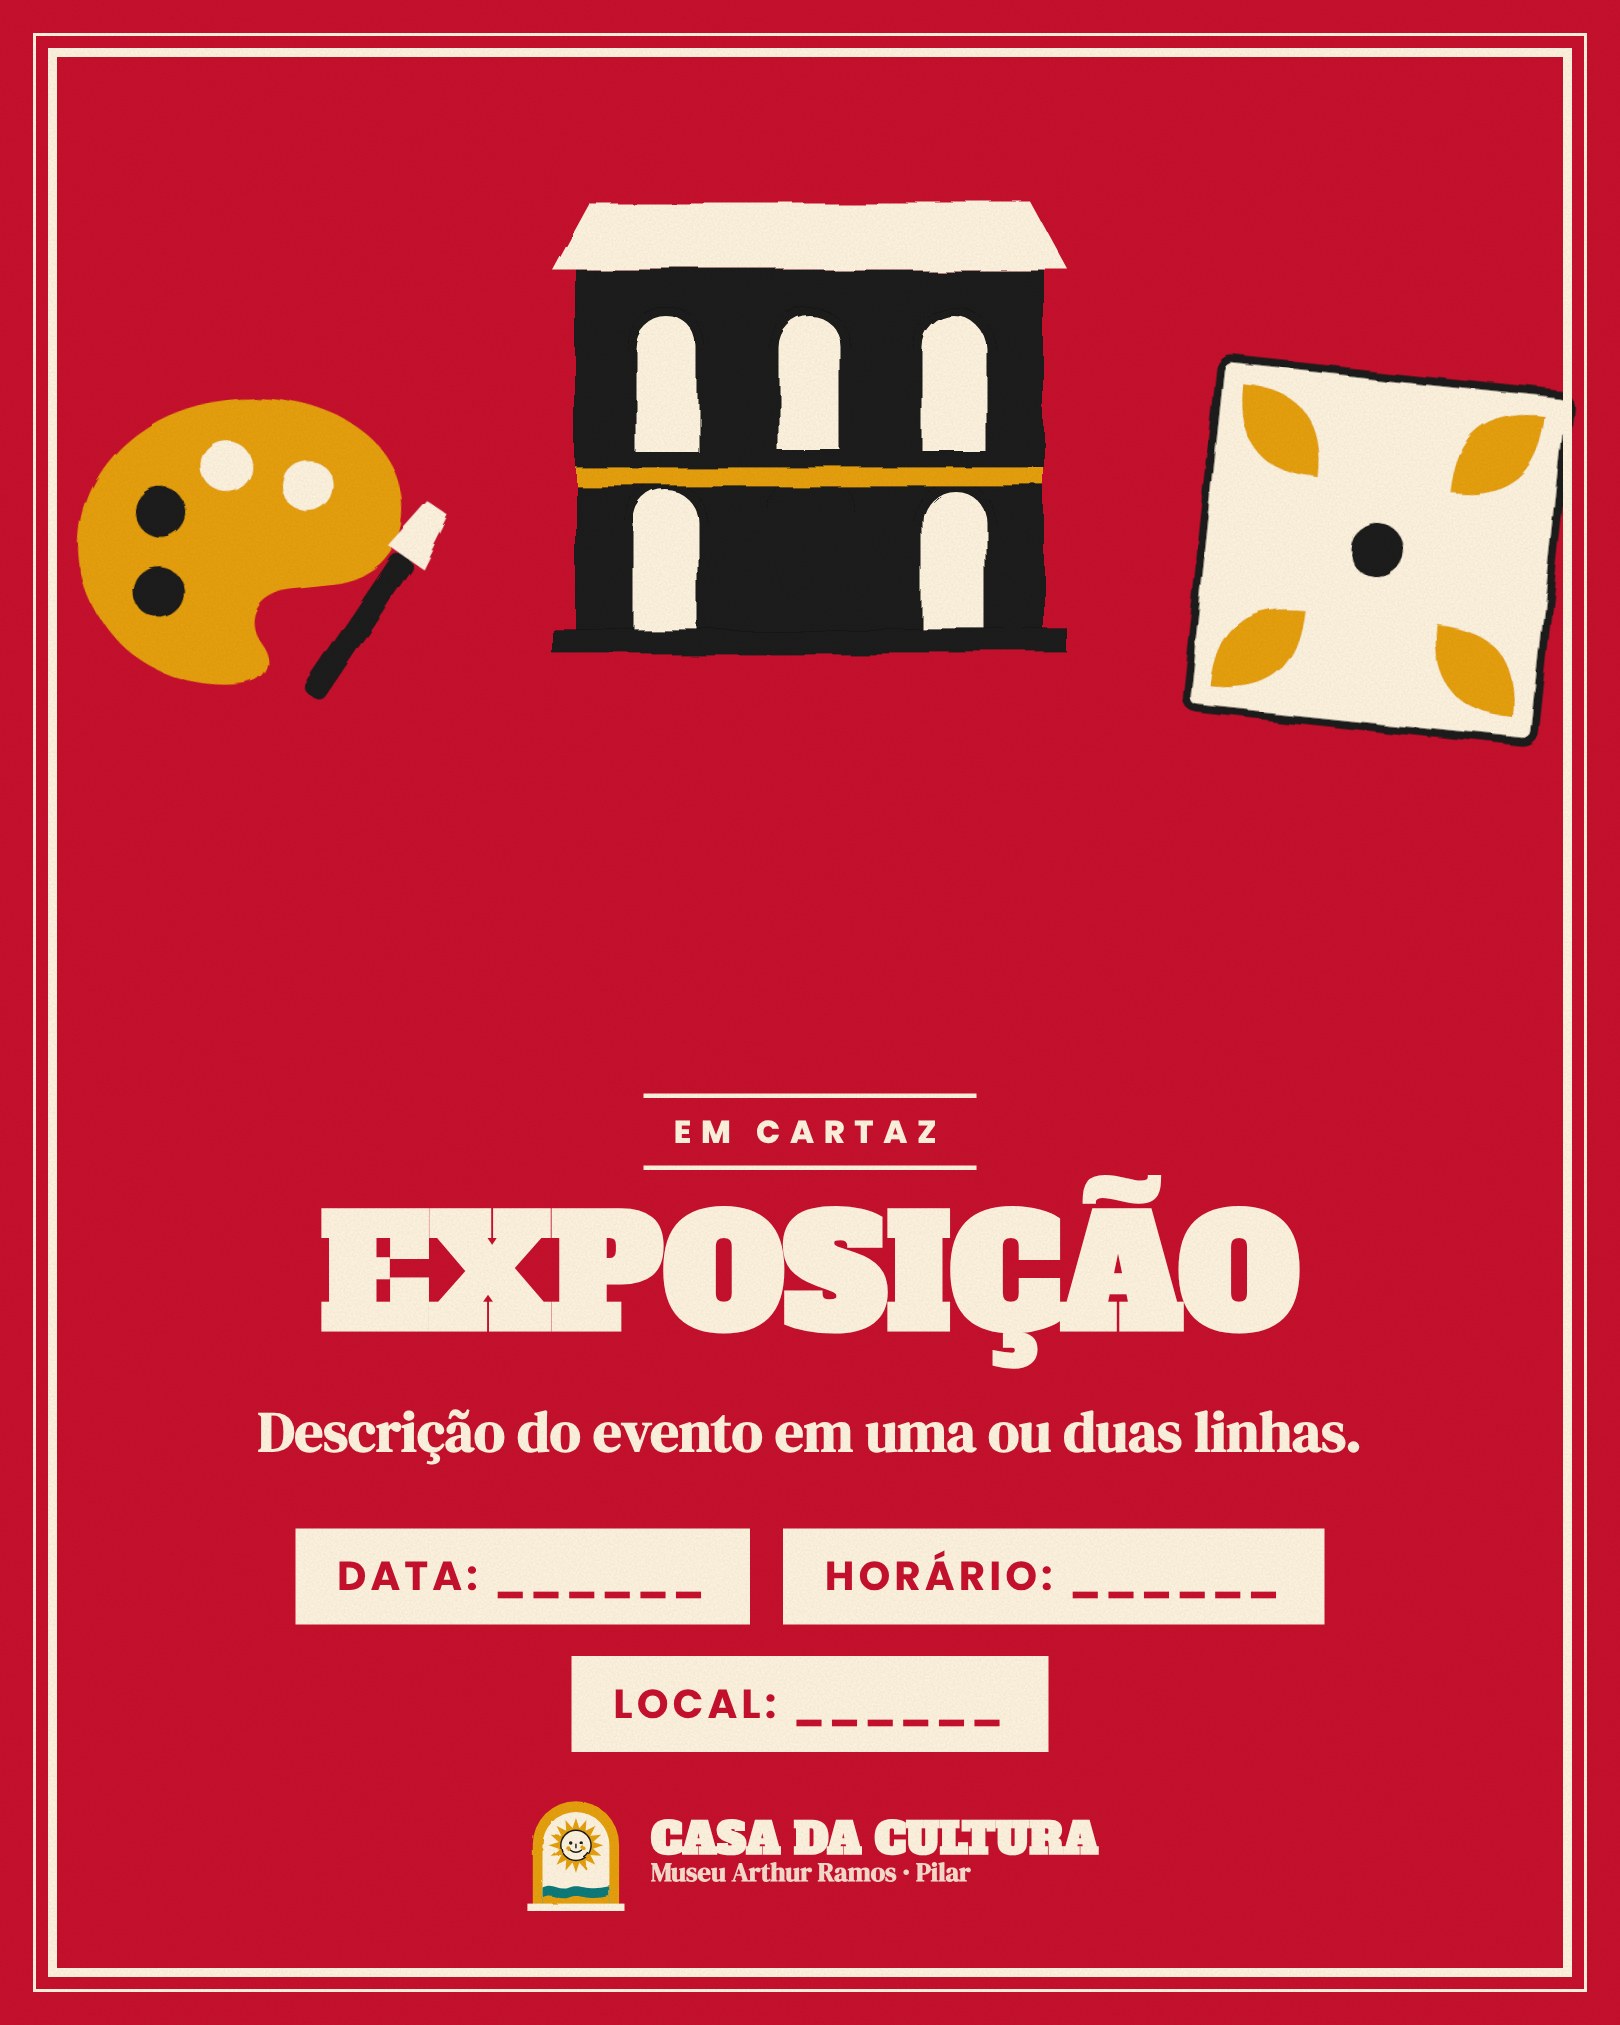 EM CARTAZ
EXPOSIÇÃO
Descrição do evento em uma ou duas linhas.
DATA: ______ HORÁRIO: ______
LOCAL: ______
CASA DA CULTURA
Museu Arthur Ramos · Pilar